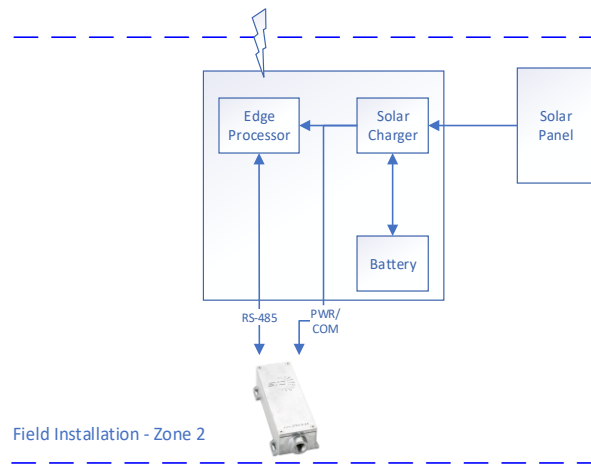 Edge
Processor
Solar
Charger
Solar
Panel
Battery
RS-485
PWR/
COM
Field Installation - Zone 2